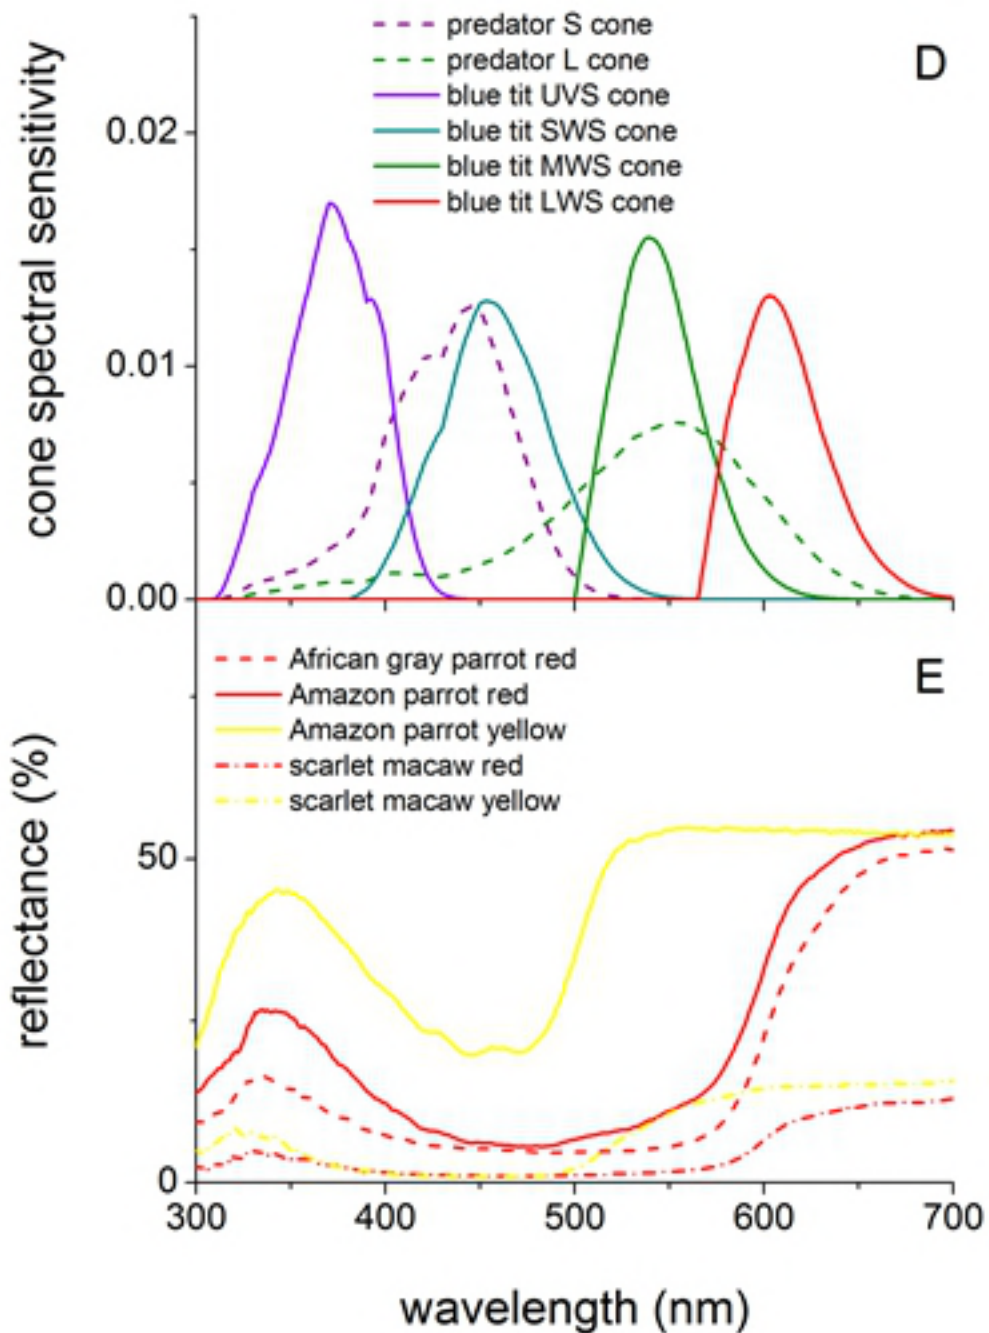 predator S cone
predator L cone
blue tit UVS cone
blue tit SWS cone
blue tit MWS cone
blue tit LWS cone
D
cone spectral sensitivity
0.02
0.01
0.00
African gray parrot red
Amazon parrot red
Amazon parrot yellow
scarlet macaw red
scarlet macaw yellow
E
reflectance (%)
50
0
300 400 500 600 700
wavelength (nm)